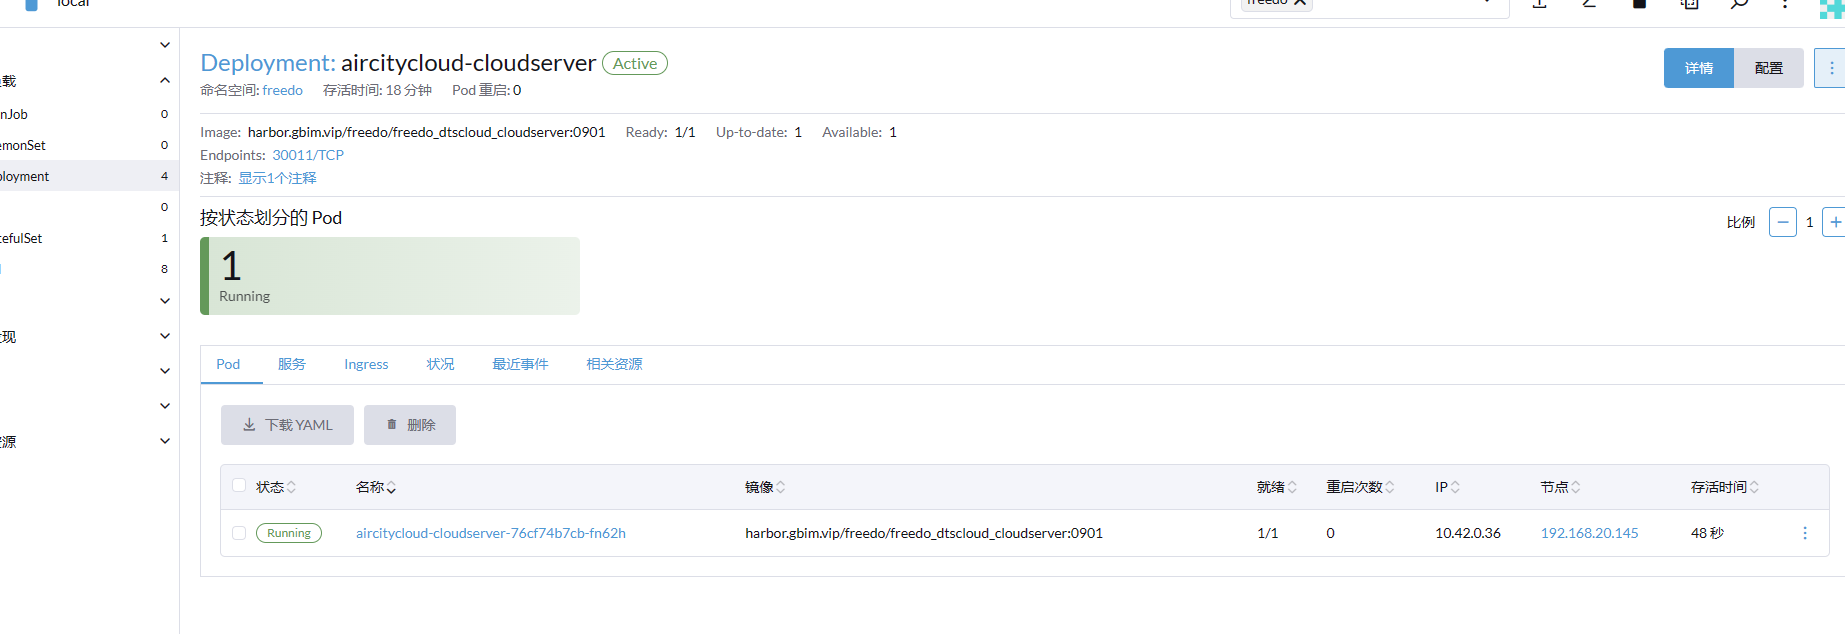 local
freedo
Deployment: aircitycloud-cloudserver Active
命名空间: freedo 存活时间: 18 分钟 Pod 重启: 0
详情 配置
Image: harbor.gbim.vip/freedo/freedo_dtscloud_cloudserver:0901 Ready: 1/1 Up-to-date: 1 Available: 1
Endpoints: 30011/TCP
注释: 显示1个注释
载
nJob 0
emonSet 0
ployment 4
0
tefulSet 1
8
现
源
按状态划分的 Pod
比例 1
1
Running
Pod 服务 Ingress 状况 最近事件 相关资源
下载 YAML 删除
状态 名称 镜像 就绪 重启次数 IP 节点 存活时间
Running aircitycloud-cloudserver-76cf74b7cb-fn62h harbor.gbim.vip/freedo/freedo_dtscloud_cloudserver:0901 1/1 0 10.42.0.36 192.168.20.145 48 秒